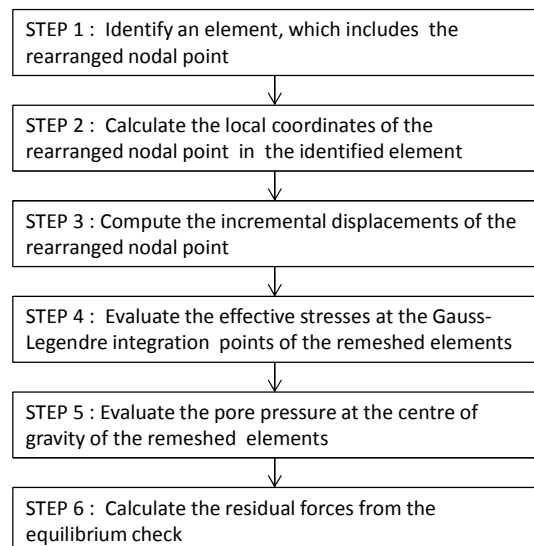 STEP 1 : Identify an element, which includes the
rearranged nodal point
STEP 2 : Calculate the local coordinates of the
rearranged nodal point in the identified element
STEP 3 : Compute the incremental displacements of the
rearranged nodal point
STEP 4 : Evaluate the effective stresses at the Gauss-
Legendre integration points of the remeshed elements
STEP 5 : Evaluate the pore pressure at the centre of
gravity of the remeshed elements
STEP 6 : Calculate the residual forces from the
equilibrium check